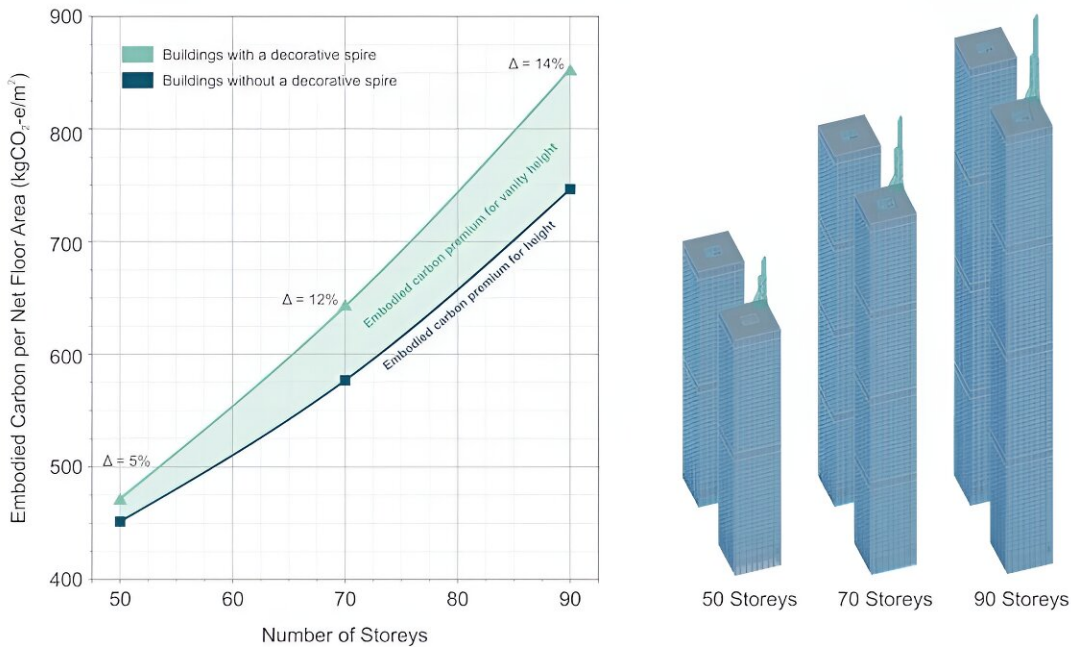 900
800
700
600
500
400
Embodied Carbon per Net Floor Area (kgCO₂-e/m²)
Buildings with a decorative spire
Buildings without a decorative spire
Δ = 14%
Δ = 12%
Δ = 5%
Embodied carbon premium for vanity height
Embodied carbon premium for height
50 60 70 80 90
Number of Storeys
50 Storeys 70 Storeys 90 Storeys